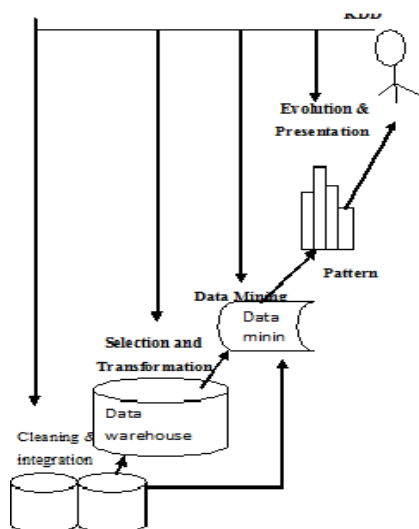 KDD
Evolution &
Presentation
Pattern
Data Mining
Data
minin
Selection and
Transformation
Data
warehouse
Cleaning &
integration